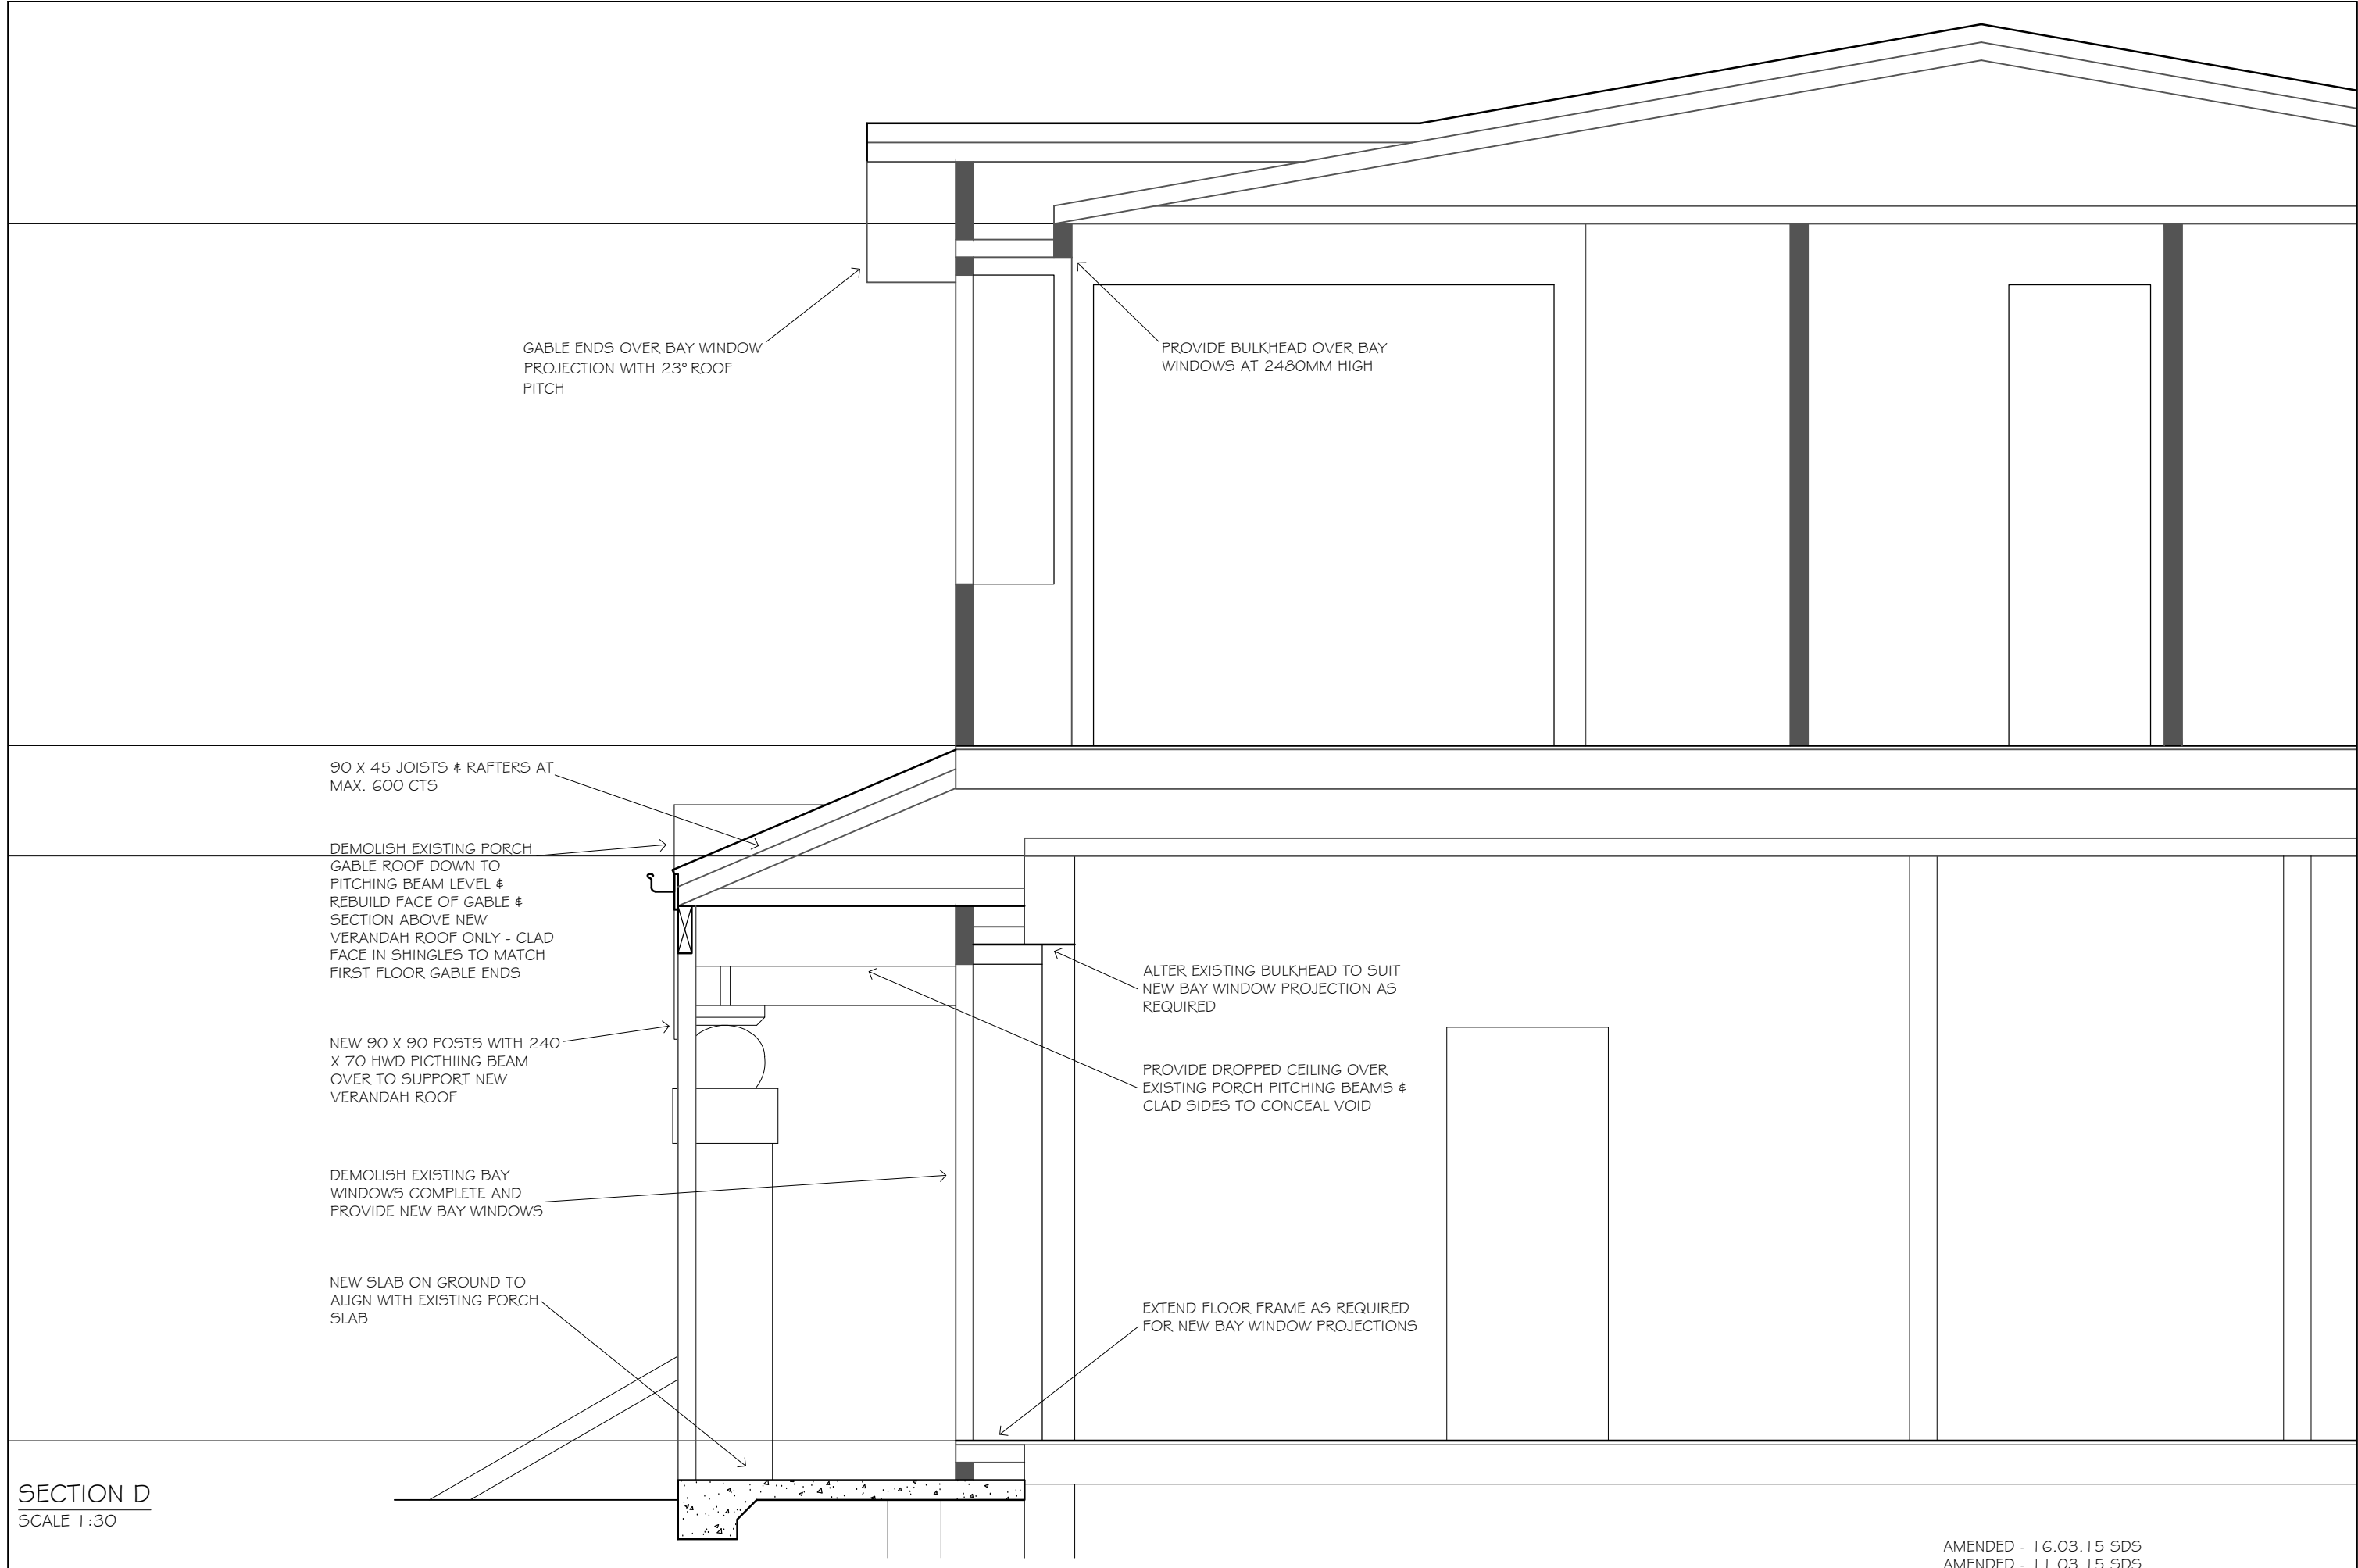 GABLE ENDS OVER BAY WINDOW
PROJECTION WITH 23° ROOF
PITCH
PROVIDE BULKHEAD OVER BAY
WINDOWS AT 2480MM HIGH
90 X 45 JOISTS & RAFTERS AT
MAX. 600 CTS
DEMOLISH EXISTING PORCH
GABLE ROOF DOWN TO
PITCHING BEAM LEVEL &
REBUILD FACE OF GABLE &
SECTION ABOVE NEW
VERANDAH ROOF ONLY - CLAD
FACE IN SHINGLES TO MATCH
FIRST FLOOR GABLE ENDS
ALTER EXISTING BULKHEAD TO SUIT
NEW BAY WINDOW PROJECTION AS
REQUIRED
NEW 90 X 90 POSTS WITH 240
X 70 HWD PICTHIING BEAM
OVER TO SUPPORT NEW
VERANDAH ROOF
PROVIDE DROPPED CEILING OVER
EXISTING PORCH PITCHING BEAMS &
CLAD SIDES TO CONCEAL VOID
DEMOLISH EXISTING BAY
WINDOWS COMPLETE AND
PROVIDE NEW BAY WINDOWS
NEW SLAB ON GROUND TO
ALIGN WITH EXISTING PORCH
SLAB
EXTEND FLOOR FRAME AS REQUIRED
FOR NEW BAY WINDOW PROJECTIONS
SECTION D
SCALE 1:30
AMENDED - 16.03.15 SDS
AMENDED - 11.03.15 SDS